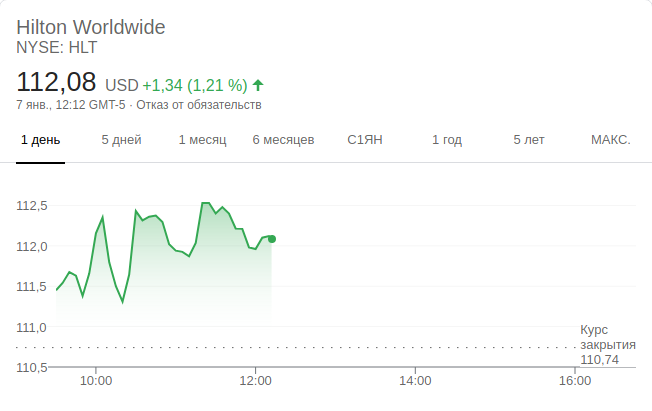 Hilton Worldwide
NYSE: HLT
112,08 USD +1,34 (1,21 %)
7 янв., 12:12 GMT-5 · Отказ от обязательств
1 день 5 дней 1 месяц 6 месяцев С1ЯН 1 год 5 лет МАКС.
112,5
112,0
111,5
111,0
Курс
закрытия
110,74
110,5
10:00 12:00 14:00 16:00